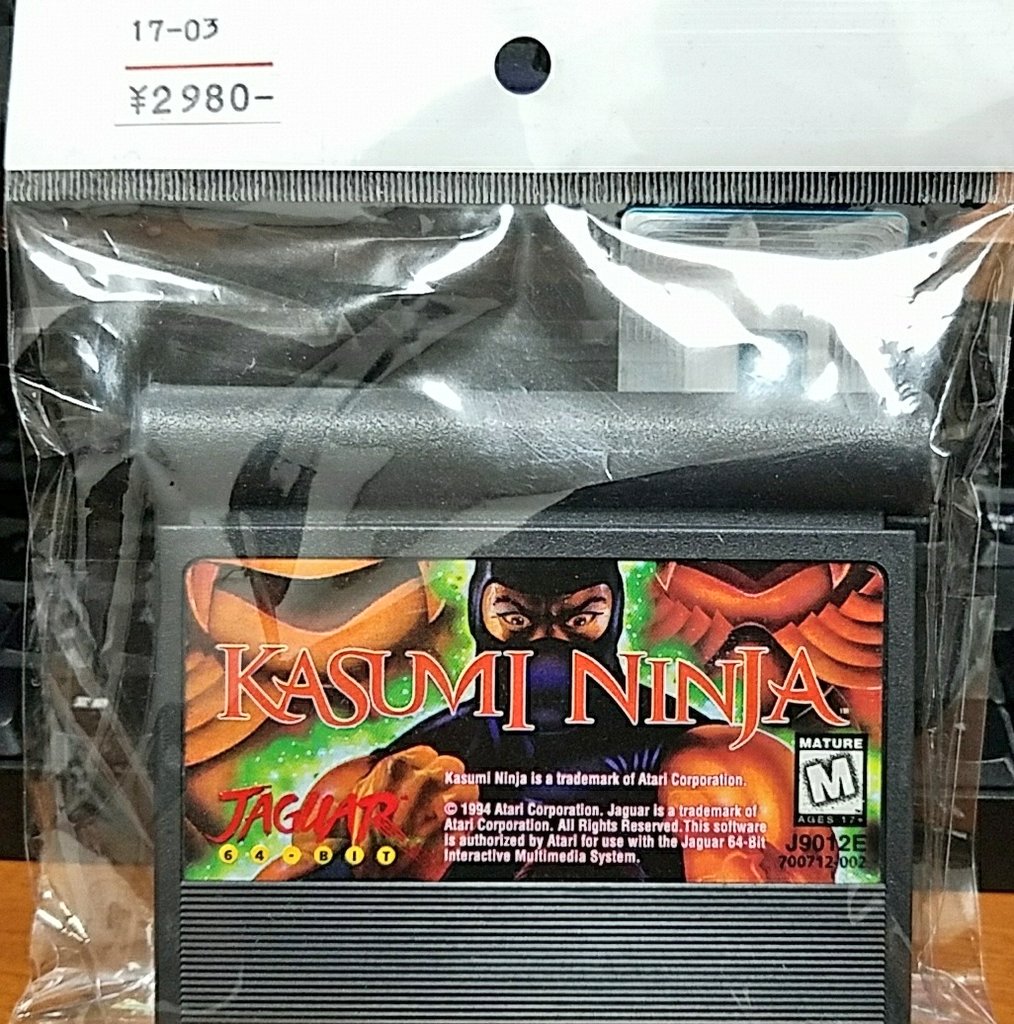 17-03
¥2980-
KASUMI NINJA™
MATURE
M
AGES 17+
Kasumi Ninja is a trademark of Atari Corporation.
© 1994 Atari Corporation. Jaguar is a trademark of
Atari Corporation. All Rights Reserved. This software
is authorized by Atari for use with the Jaguar 64-Bit
Interactive Multimedia System.
JAGUAR™
64-BIT
J9012E
700712-002